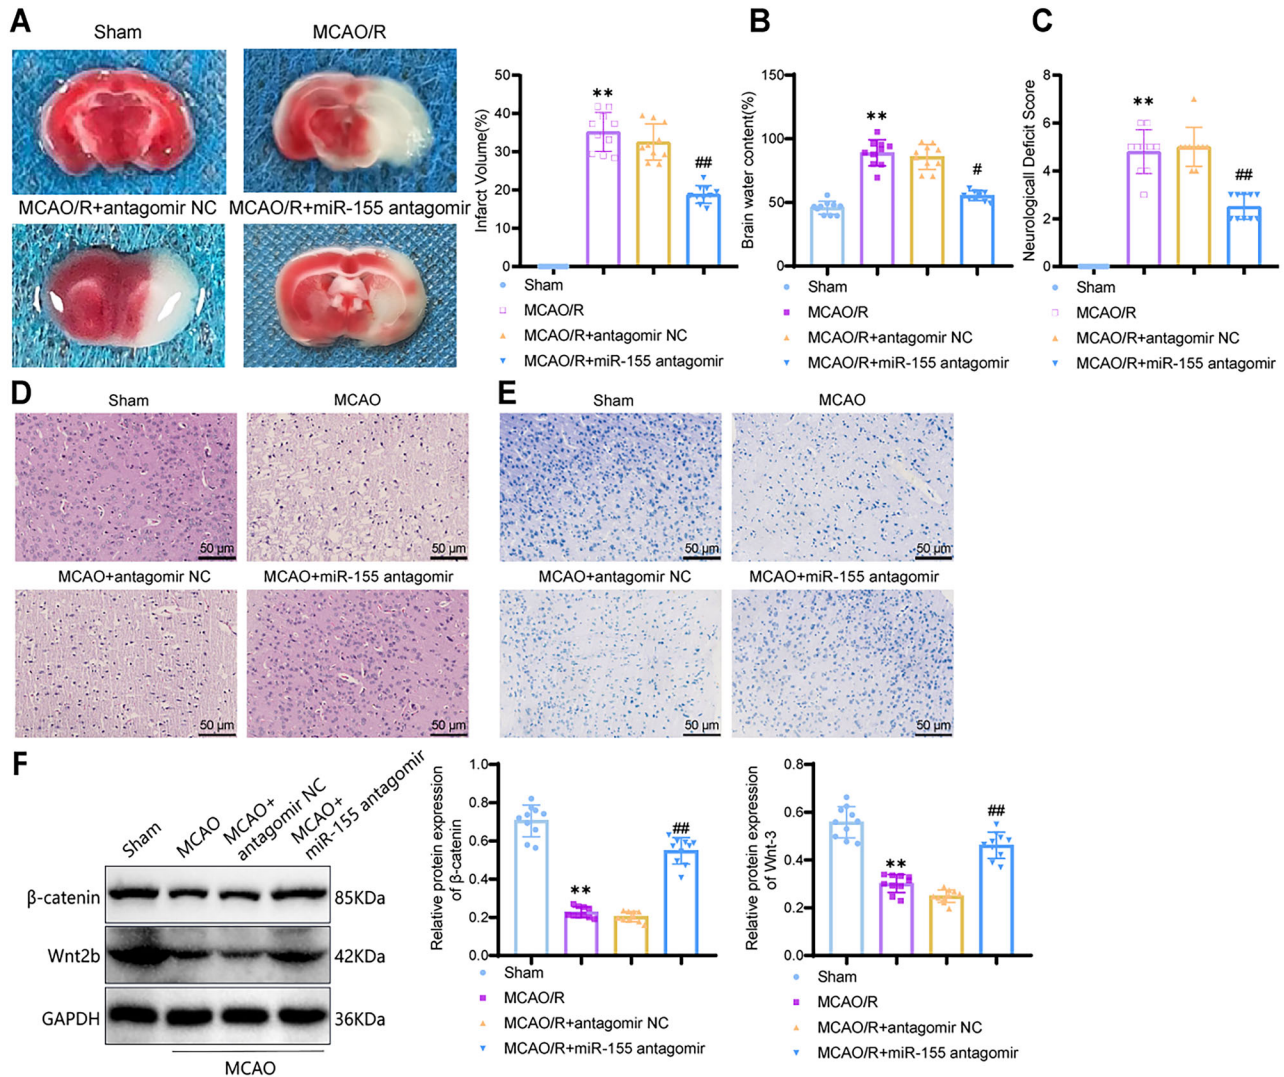 A
Sham
MCAO/R
MCAO/R+antagomir NC
MCAO/R+miR-155 antagomir
Infarct Volume(%)
50
40
30
20
10
0
**
##
Sham
MCAO/R
MCAO/R+antagomir NC
MCAO/R+miR-155 antagomir
B
Brain water content(%)
150
100
50
0
**
#
Sham
MCAO/R
MCAO/R+antagomir NC
MCAO/R+miR-155 antagomir
C
Neurologicall Deficit Score
8
6
4
2
0
**
##
Sham
MCAO/R
MCAO/R+antagomir NC
MCAO/R+miR-155 antagomir
D
Sham
MCAO
50 μm
50 μm
MCAO+antagomir NC
MCAO+miR-155 antagomir
50 μm
50 μm
E
Sham
MCAO
50 μm
50 μm
MCAO+antagomir NC
MCAO+miR-155 antagomir
50 μm
50 μm
F
Sham
MCAO
MCAO+
antagomir NC
MCAO+
miR-155 antagomir
β-catenin
85KDa
Wnt2b
42KDa
GAPDH
36KDa
MCAO
Relative protein expression
of β-catenin
1.0
0.8
0.6
0.4
0.2
0.0
**
##
Sham
MCAO/R
MCAO/R+antagomir NC
MCAO/R+miR-155 antagomir
Relative protein expression
of Wnt-3
0.8
0.6
0.4
0.2
0.0
**
##
Sham
MCAO/R
MCAO/R+antagomir NC
MCAO/R+miR-155 antagomir